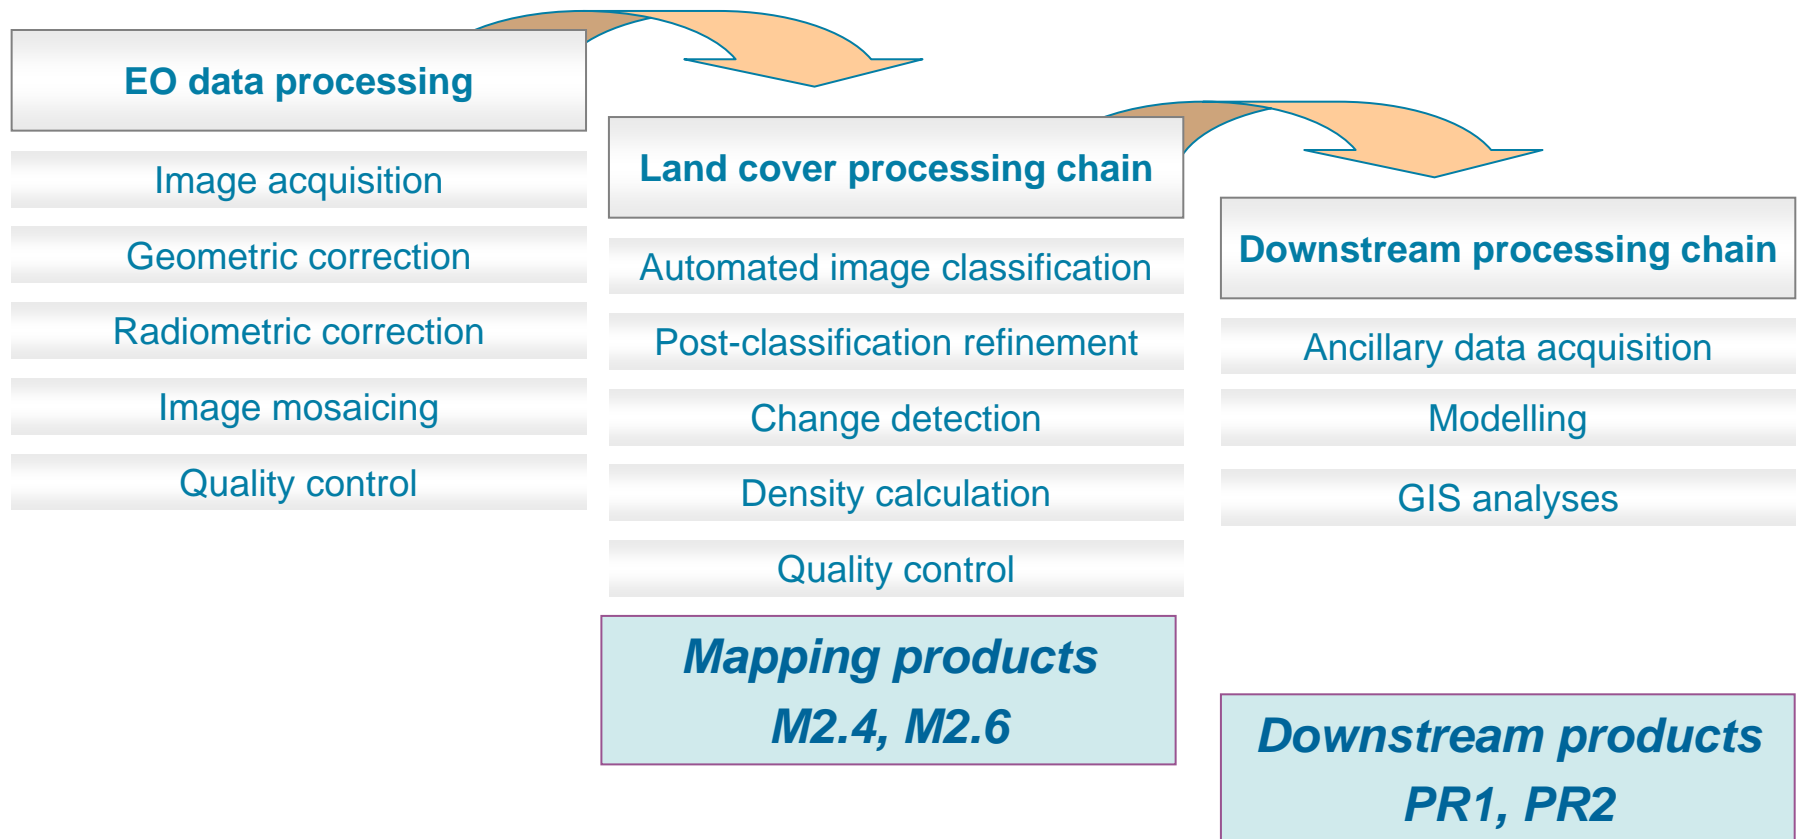 EO data processing
Image acquisition
Geometric correction
Radiometric correction
Image mosaicing
Quality control
Land cover processing chain
Automated image classification
Post-classification refinement
Change detection
Density calculation
Quality control
Mapping products
M2.4, M2.6
Downstream processing chain
Ancillary data acquisition
Modelling
GIS analyses
Downstream products
PR1, PR2